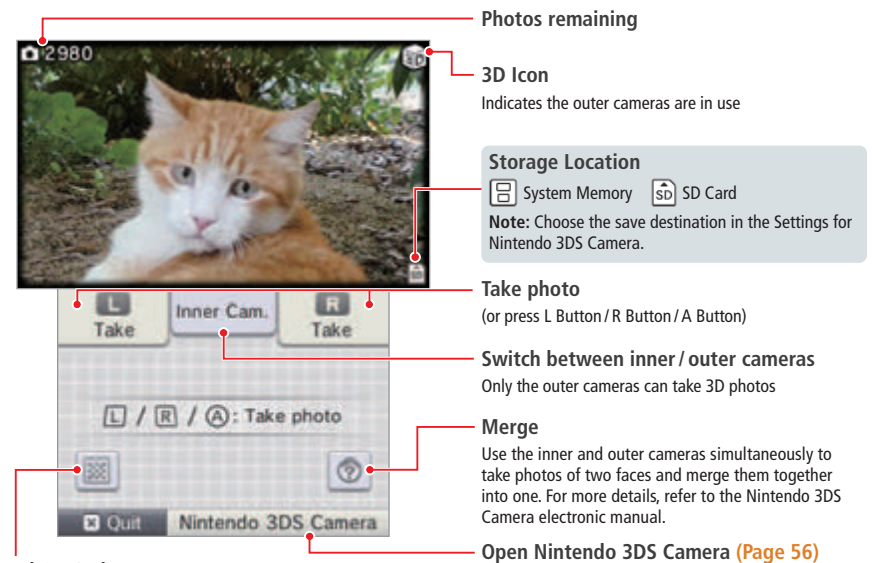 Photos remaining
2980
3D
3D Icon
Indicates the outer cameras are in use
Storage Location
System Memory SD SD Card
Note: Choose the save destination in the Settings for
Nintendo 3DS Camera.
L
Take
Inner Cam.
R
Take
Take photo
(or press L Button / R Button / A Button)
Switch between inner / outer cameras
Only the outer cameras can take 3D photos
L / R / A: Take photo
Merge
Use the inner and outer cameras simultaneously to
take photos of two faces and merge them together
into one. For more details, refer to the Nintendo 3DS
Camera electronic manual.
?
x Quit
Nintendo 3DS Camera
Open Nintendo 3DS Camera (Page 56)